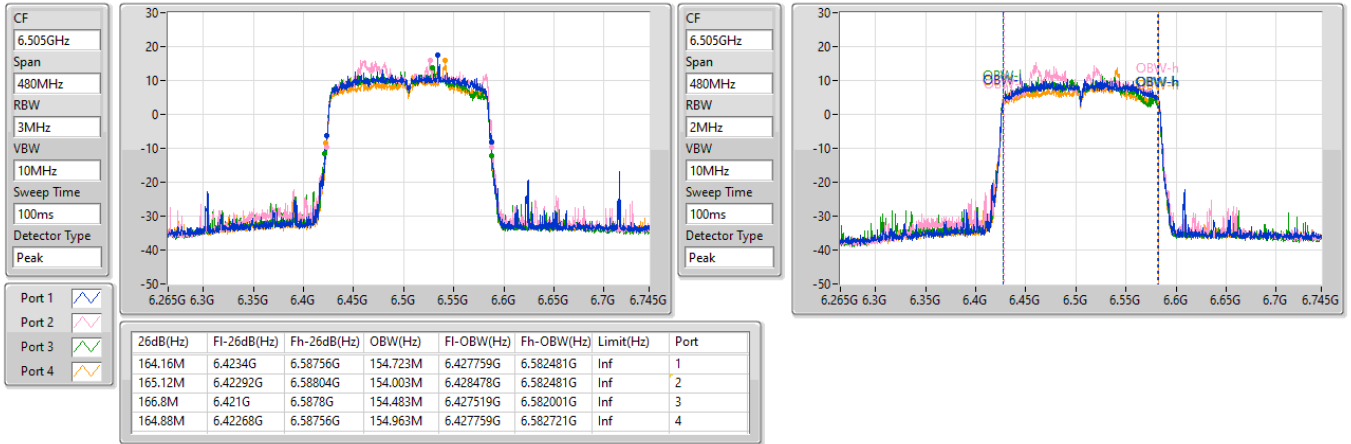 CF
6.505GHz
Span
480MHz
RBW
3MHz
VBW
10MHz
Sweep Time
100ms
Detector Type
Peak
30
20
10
0
-10
-20
-30
-40
-50
6.265G 6.3G 6.35G 6.4G 6.45G 6.5G 6.55G 6.6G 6.65G 6.7G 6.745G
CF
6.505GHz
Span
480MHz
RBW
2MHz
VBW
10MHz
Sweep Time
100ms
Detector Type
Peak
30
20
10
0
-10
-20
-30
-40
-50
OBW-l
OBW-h
OBW-h
6.265G 6.3G 6.35G 6.4G 6.45G 6.5G 6.55G 6.6G 6.65G 6.7G 6.745G
Port 1
Port 2
Port 3
Port 4
26dB(Hz) Fl-26dB(Hz) Fh-26dB(Hz) OBW(Hz) Fl-OBW(Hz) Fh-OBW(Hz) Limit(Hz) Port
164.16M 6.4234G 6.58756G 154.723M 6.427759G 6.582481G Inf 1
165.12M 6.42292G 6.58804G 154.003M 6.428478G 6.582481G Inf 2
166.8M 6.421G 6.5878G 154.483M 6.427519G 6.582001G Inf 3
164.88M 6.42268G 6.58756G 154.963M 6.427759G 6.582721G Inf 4